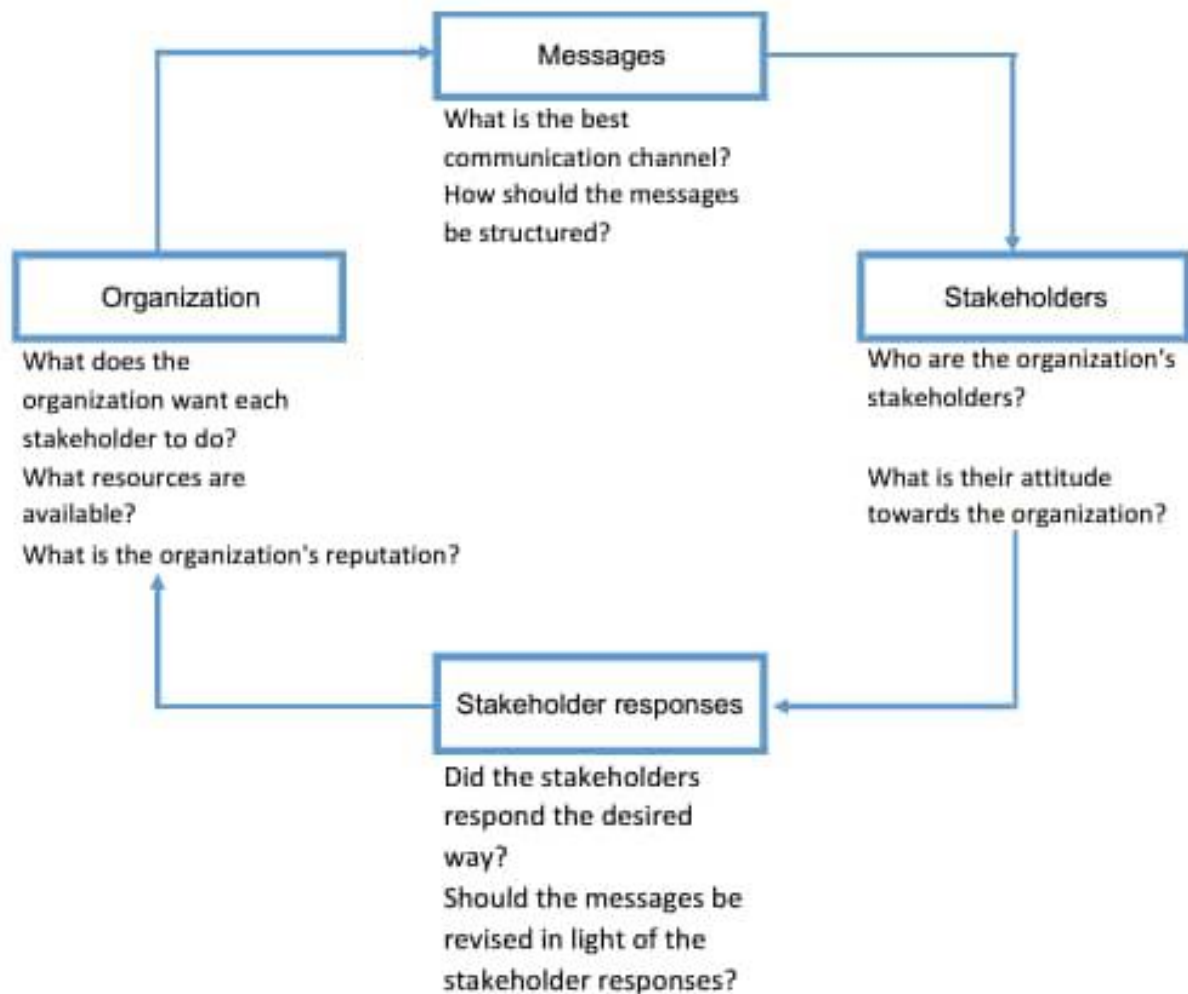 Messages
What is the best
communication channel?
How should the messages
be structured?
Organization
What does the
organization want each
stakeholder to do?
What resources are
available?
What is the organization's reputation?
Stakeholders
Who are the organization's
stakeholders?
What is their attitude
towards the organization?
Stakeholder responses
Did the stakeholders
respond the desired
way?
Should the messages be
revised in light of the
stakeholder responses?